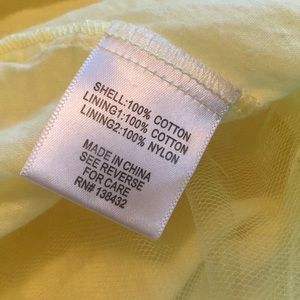 SHELL:100% COTTON
LINING1:100% COTTON
LINING2:100% NYLON
MADE IN CHINA
SEE REVERSE
FOR CARE
RN# 138432